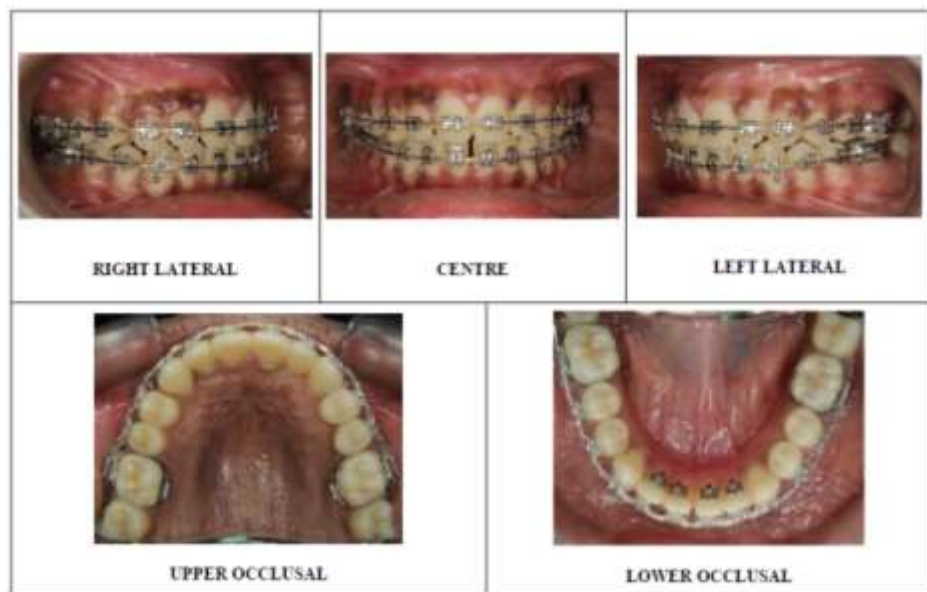 RIGHT LATERAL
CENTRE
LEFT LATERAL
UPPER OCCLUSAL
LOWER OCCLUSAL